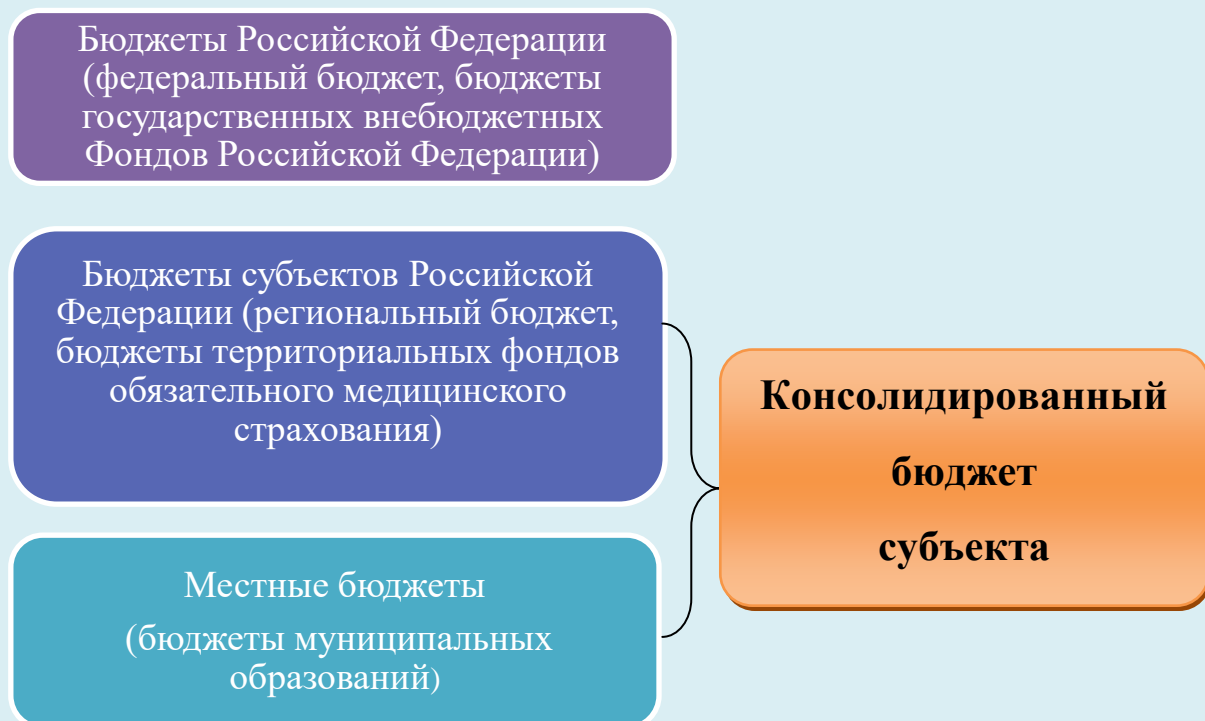 Бюджеты Российской Федерации
(федеральный бюджет, бюджеты
государственных внебюджетных
Фондов Российской Федерации)
Бюджеты субъектов Российской
Федерации (региональный бюджет,
бюджеты территориальных фондов
обязательного медицинского
страхования)
Местные бюджеты
(бюджеты муниципальных
образований)
Консолидированный
бюджет
субъекта